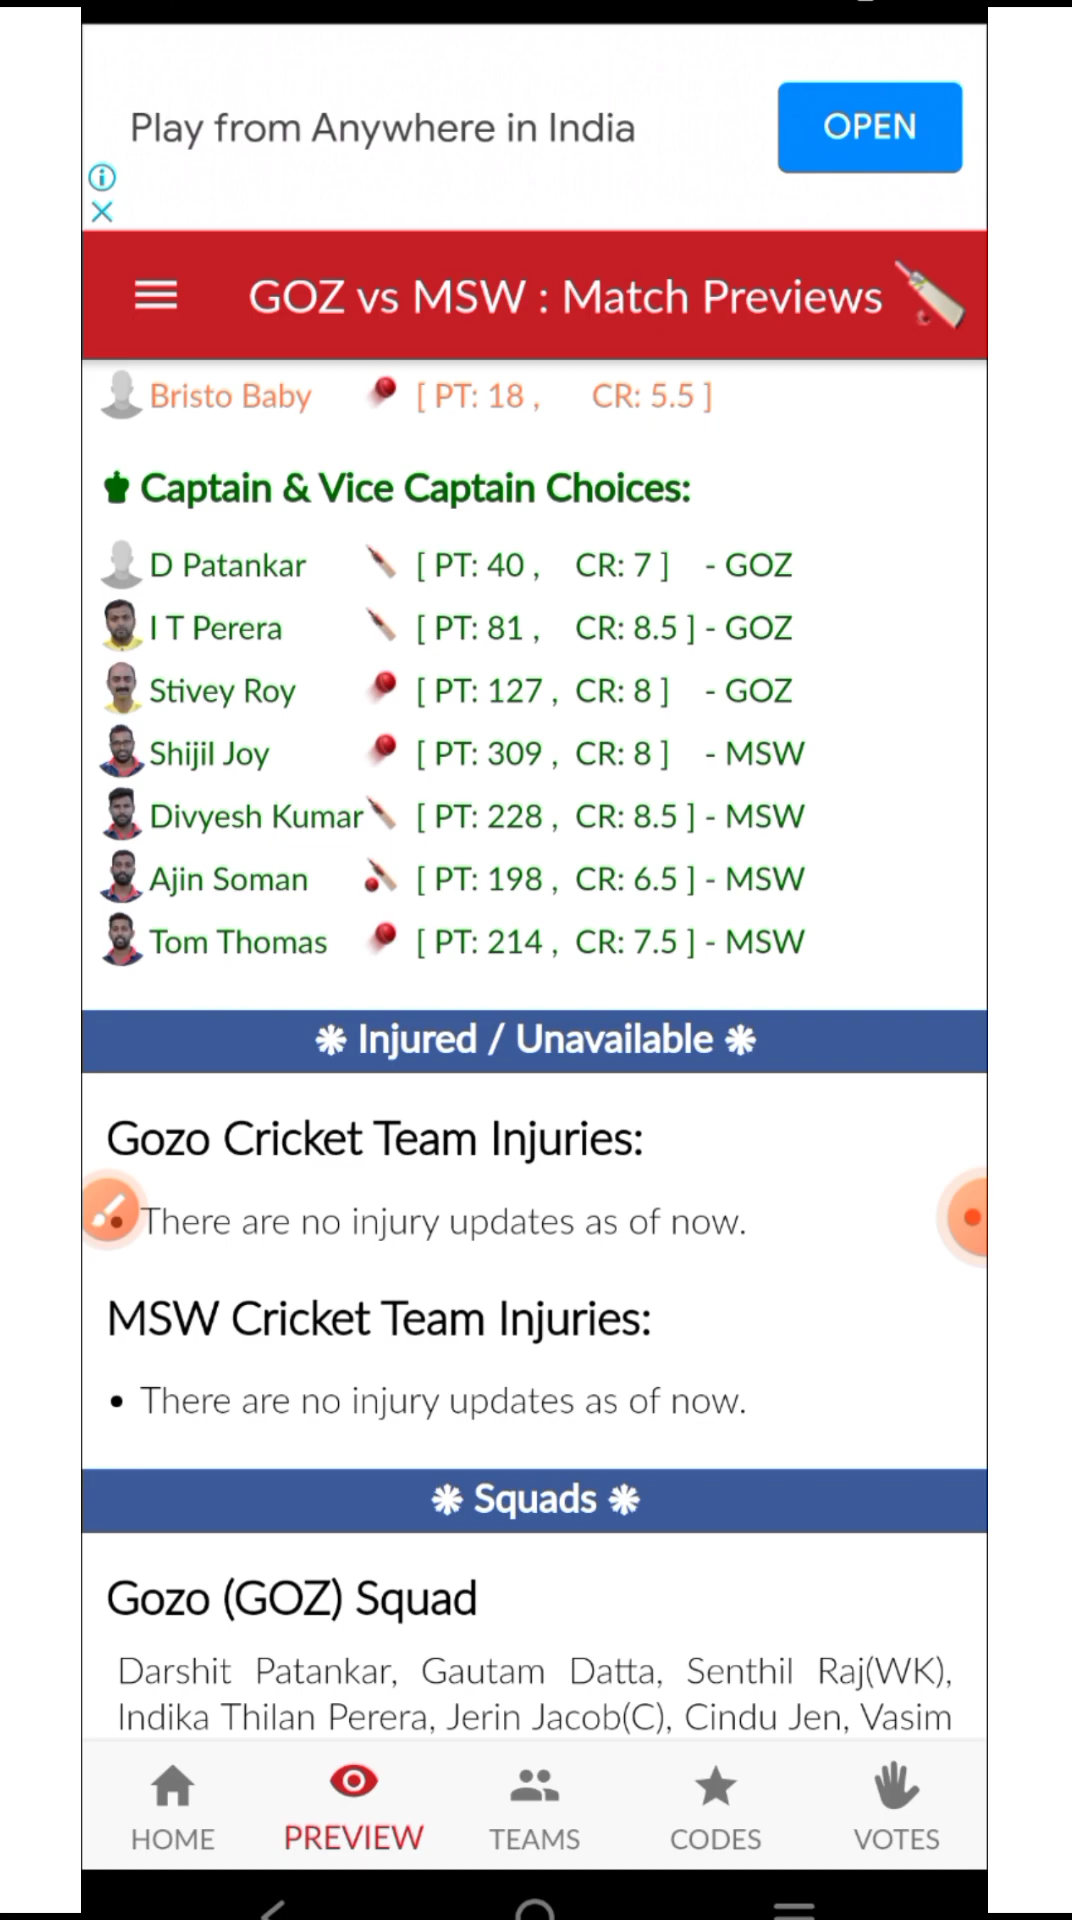 Play from Anywhere in India
OPEN
GOZ vs MSW : Match Previews
Bristo Baby [ PT: 18 , CR: 5.5 ]
Captain & Vice Captain Choices:
D Patankar [ PT: 40 , CR: 7 ] - GOZ
I T Perera [ PT: 81 , CR: 8.5 ] - GOZ
Stivey Roy [ PT: 127 , CR: 8 ] - GOZ
Shijil Joy [ PT: 309 , CR: 8 ] - MSW
Divyesh Kumar [ PT: 228 , CR: 8.5 ] - MSW
Ajin Soman [ PT: 198 , CR: 6.5 ] - MSW
Tom Thomas [ PT: 214 , CR: 7.5 ] - MSW
❋ Injured / Unavailable ❋
Gozo Cricket Team Injuries:
There are no injury updates as of now.
MSW Cricket Team Injuries:
• There are no injury updates as of now.
❋ Squads ❋
Gozo (GOZ) Squad
Darshit Patankar, Gautam Datta, Senthil Raj(WK),
Indika Thilan Perera, Jerin Jacob(C), Cindu Jen, Vasim
HOME PREVIEW TEAMS CODES VOTES